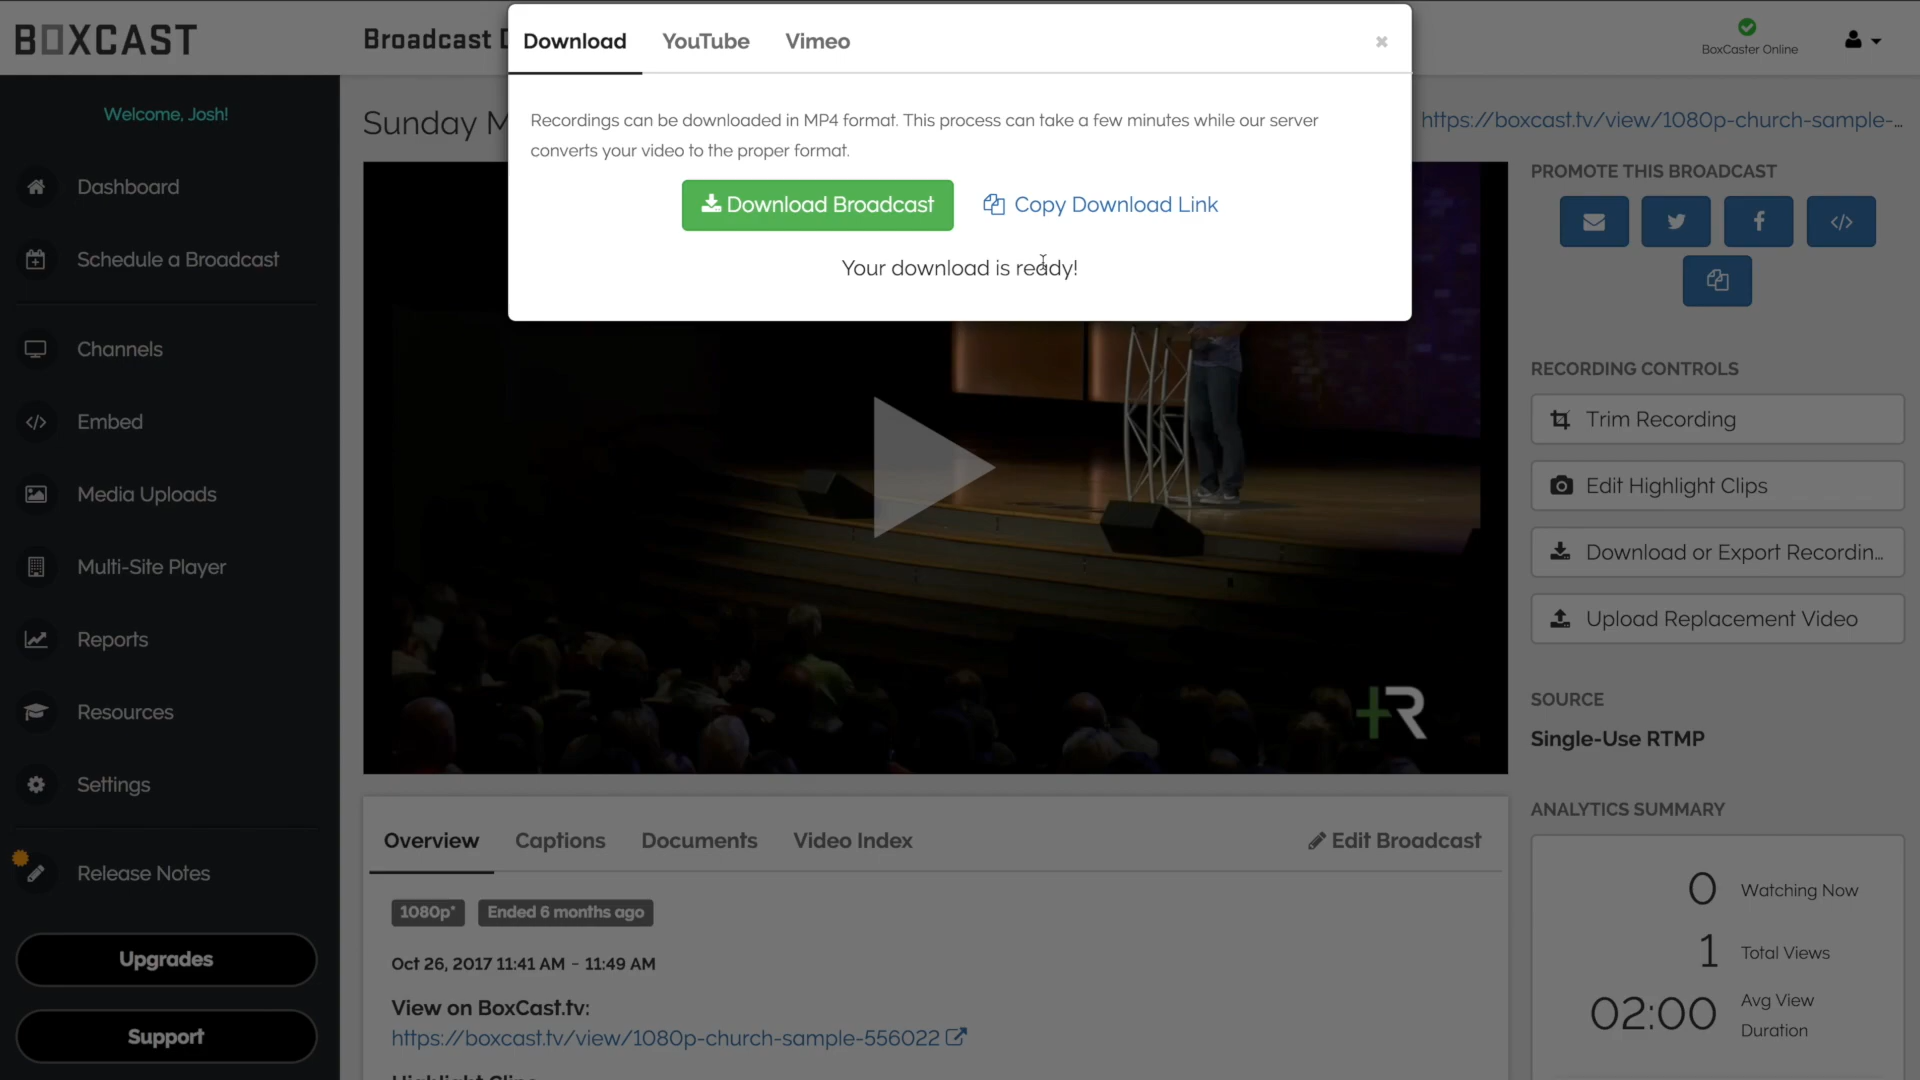 BOXCAST
Broadcast
Download YouTube Vimeo ×
BoxCaster Online
Welcome, Josh!
Sunday
https://boxcast.tv/view/1080p-church-sample-...
Recordings can be downloaded in MP4 format. This process can take a few minutes while our server
converts your video to the proper format.
Download Broadcast Copy Download Link
Your download is ready!
Dashboard
Schedule a Broadcast
Channels
Embed
Media Uploads
Multi-Site Player
Reports
Resources
Settings
Release Notes
Upgrades
Support
+R
PROMOTE THIS BROADCAST
RECORDING CONTROLS
Trim Recording
Edit Highlight Clips
Download or Export Recordin...
Upload Replacement Video
SOURCE
Single-Use RTMP
ANALYTICS SUMMARY
0 Watching Now
1 Total Views
02:00 Avg View
Duration
Overview Captions Documents Video Index Edit Broadcast
1080p* Ended 6 months ago
Oct 26, 2017 11:41 AM - 11:49 AM
View on BoxCast.tv:
https://boxcast.tv/view/1080p-church-sample-556022